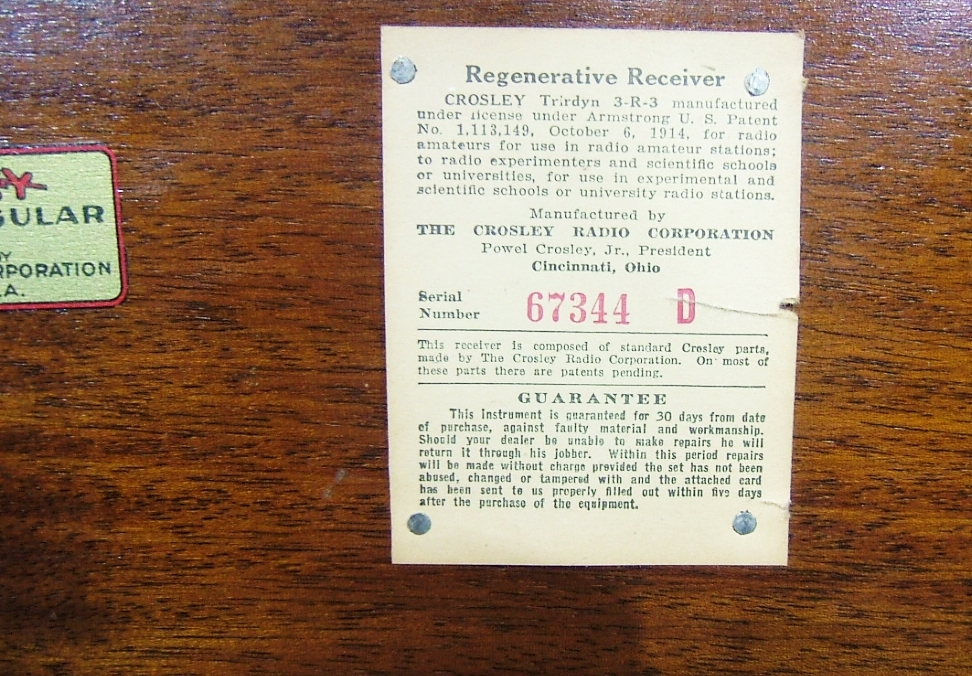 Y
GULAR
Y
RPORATION
.A.
Regenerative Receiver
CROSLEY Trirdyn 3-R-3 manufactured
under license under Armstrong U. S. Patent
No. 1,113,149, October 6, 1914, for radio
amateurs for use in radio amateur stations;
to radio experimenters and scientific schools
or universities, for use in experimental and
scientific schools or university radio stations.
Manufactured by
THE CROSLEY RADIO CORPORATION
Powel Crosley, Jr., President
Cincinnati, Ohio
Serial
Number 67344 D
This receiver is composed of standard Crosley parts,
made by The Crosley Radio Corporation. On most of
these parts there are patents pending.
GUARANTEE
This instrument is guaranteed for 30 days from date
of purchase, against faulty material and workmanship.
Should your dealer be unable to make repairs he will
return it through his jobber. Within this period repairs
will be made without charge provided the set has not been
abused, changed or tampered with and the attached card
has been sent to us properly filled out within five days
after the purchase of the equipment.